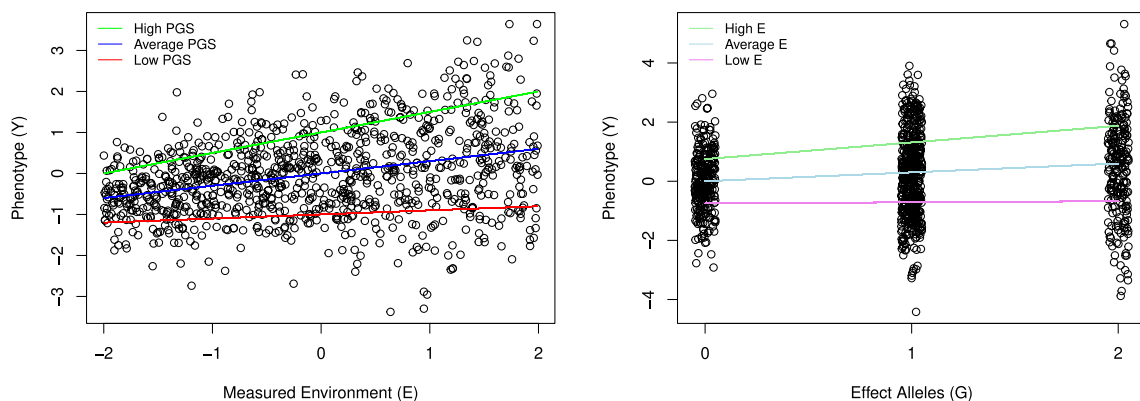 High PGS
Average PGS
Low PGS
3
2
1
0
−1
−2
−3
Phenotype (Y)
−2
−1
0
1
2
Measured Environment (E)
High E
Average E
Low E
4
2
0
−2
−4
Phenotype (Y)
0
1
2
Effect Alleles (G)